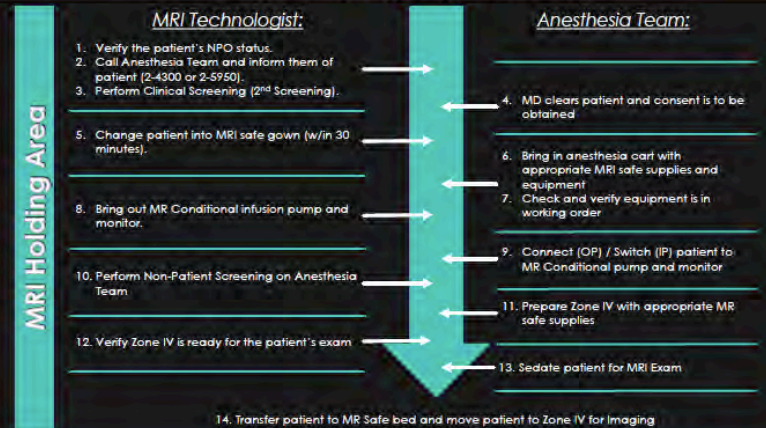 MRI Holding Area
MRI Technologist:
1. Verify the patient's NPO status.
2. Call Anesthesia Team and inform them of
patient (2-4300 or 2-5950).
3. Perform Clinical Screening (2nd Screening).
5. Change patient into MRI safe gown (w/in 30
minutes).
8. Bring out MR Conditional infusion pump and
monitor.
10. Perform Non-Patient Screening on Anesthesia
Team
12. Verify Zone IV is ready for the patient's exam
Anesthesia Team:
4. MD clears patient and consent is to be
obtained
6. Bring in anesthesia cart with
appropriate MRI safe supplies and
equipment
7. Check and verify equipment is in
working order
9. Connect (OP) / Switch (IP) patient to
MR Conditional pump and monitor
11. Prepare Zone IV with appropriate MR
safe supplies
13. Sedate patient for MRI Exam
14. Transfer patient to MR Safe bed and move patient to Zone IV for Imaging